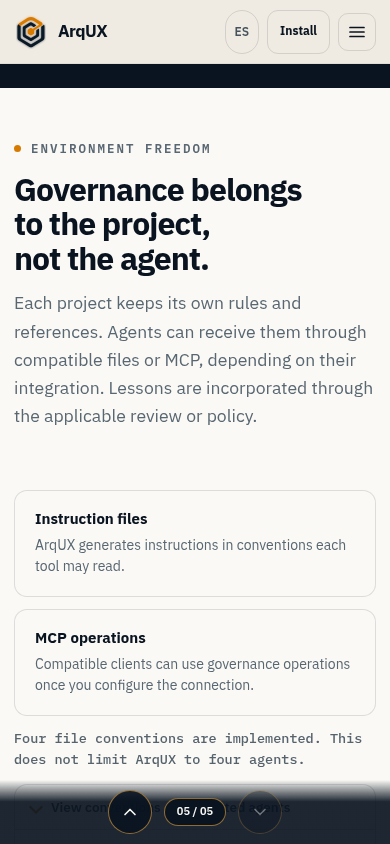 ArqUX
ES
Install
ENVIRONMENT FREEDOM
Governance belongs
to the project,
not the agent.
Each project keeps its own rules and
references. Agents can receive them through
compatible files or MCP, depending on their
integration. Lessons are incorporated through
the applicable review or policy.
Instruction files
ArqUX generates instructions in conventions each
tool may read.
MCP operations
Compatible clients can use governance operations
once you configure the connection.
Four file conventions are implemented. This
does not limit ArqUX to four agents.
View
05 / 05